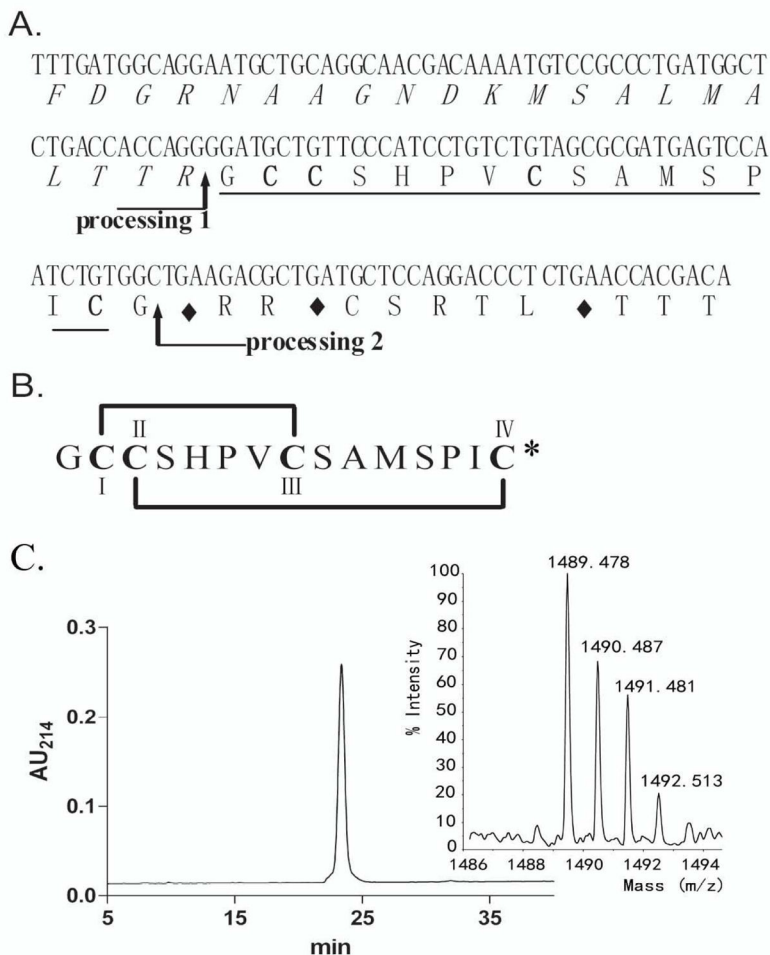 A.
TTTGATGGCAGGAATGCTGCAGGCAACGACAAAATGTCCGCCCTGATGGCT
F D G R N A A G N D K M S A L M A
CTGACCACCAGGGGATGCTGTTCCCATCCTGTCTGTAGCGCGATGAGTCCA
L T T R G C C S H P V C S A M S P
processing 1
ATCTGTGGCTGAAGACGCTGATGCTCCAGGACCCTCTGAACCACGACA
I C G ♦ R R ♦ C S R T L ♦ T T T
processing 2
B.
II IV
GCCSHPVCSAMSPIC*
I III
C.
1489.478
1490.487
1491.481
1492.513
100
90
80
70
60
50
40
30
20
10
0
% Intensity
1486 1488 1490 1492 1494
Mass (m/z)
0.3
0.2
0.1
0.0
AU214
5 15 25 35
min